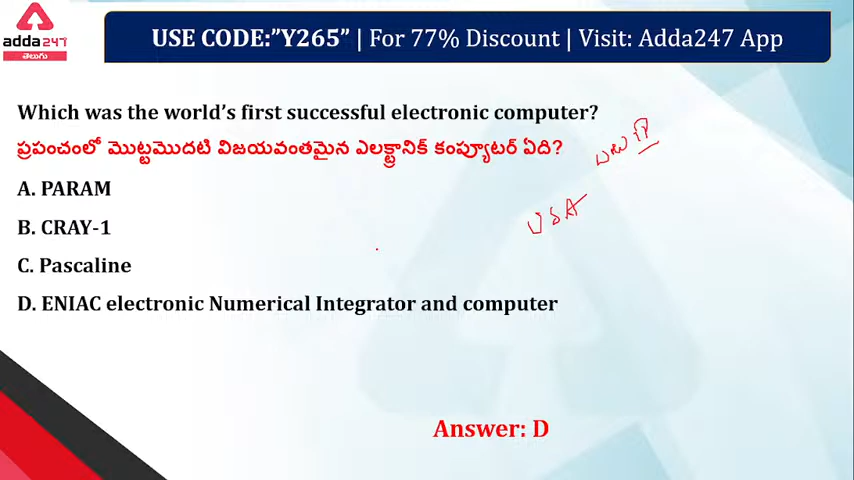 adda247
తెలుగు
USE CODE:”Y265” | For 77% Discount | Visit: Adda247 App
Which was the world’s first successful electronic computer?
ప్రపంచంలో మొట్టమొదటి విజయవంతమైన ఎలక్ట్రానిక్ కంప్యూటర్ ఏది?
A. PARAM
B. CRAY-1
USA
C. Pascaline
D. ENIAC electronic Numerical Integrator and computer
Answer: D